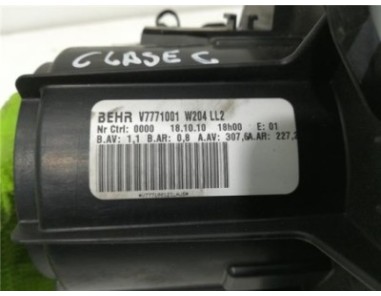 CLASE C
BEHR V7771001 W204 LL2
Nr Ctrl: 0000 18.10.10 18h00 E: 01
B.AV: 1,1 B.AR: 0,8 A.AV: 307,6A.AR: 227,